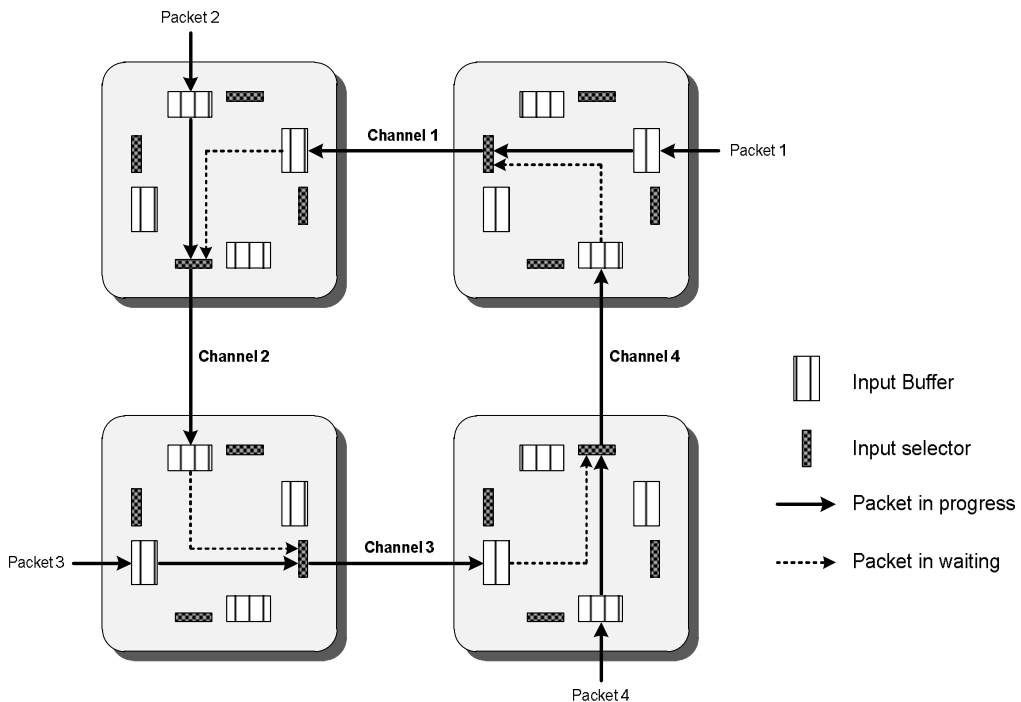 Packet 2
Channel 1
Packet 1
Channel 2
Channel 4
Input Buffer
Input selector
Packet in progress
Packet 3
Channel 3
Packet in waiting
Packet 4